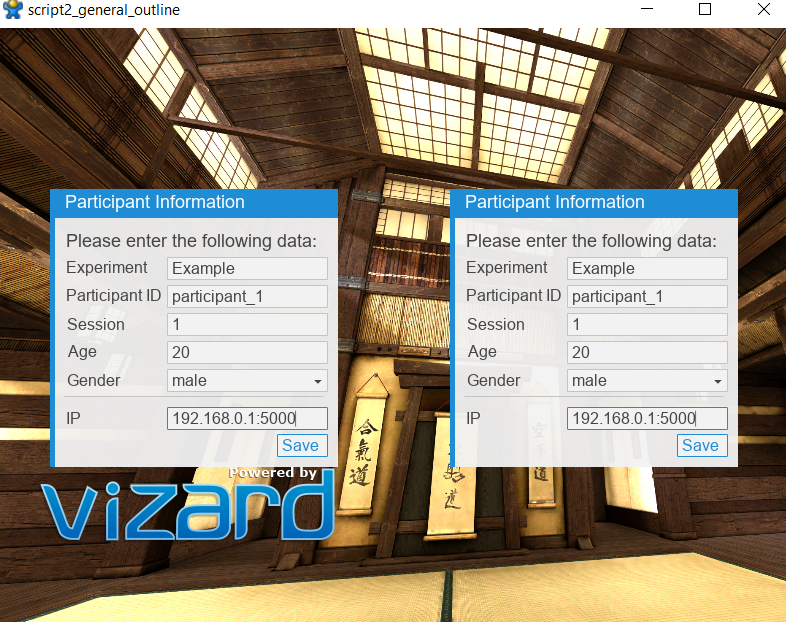 script2_general_outline
Participant Information
Please enter the following data:
Experiment Example
Participant ID participant_1
Session 1
Age 20
Gender male
IP 192.168.0.1:5000
Save
Participant Information
Please enter the following data:
Experiment Example
Participant ID participant_1
Session 1
Age 20
Gender male
IP 192.168.0.1:5000
Save
Powered by
vizard
合氣道
道
空手道